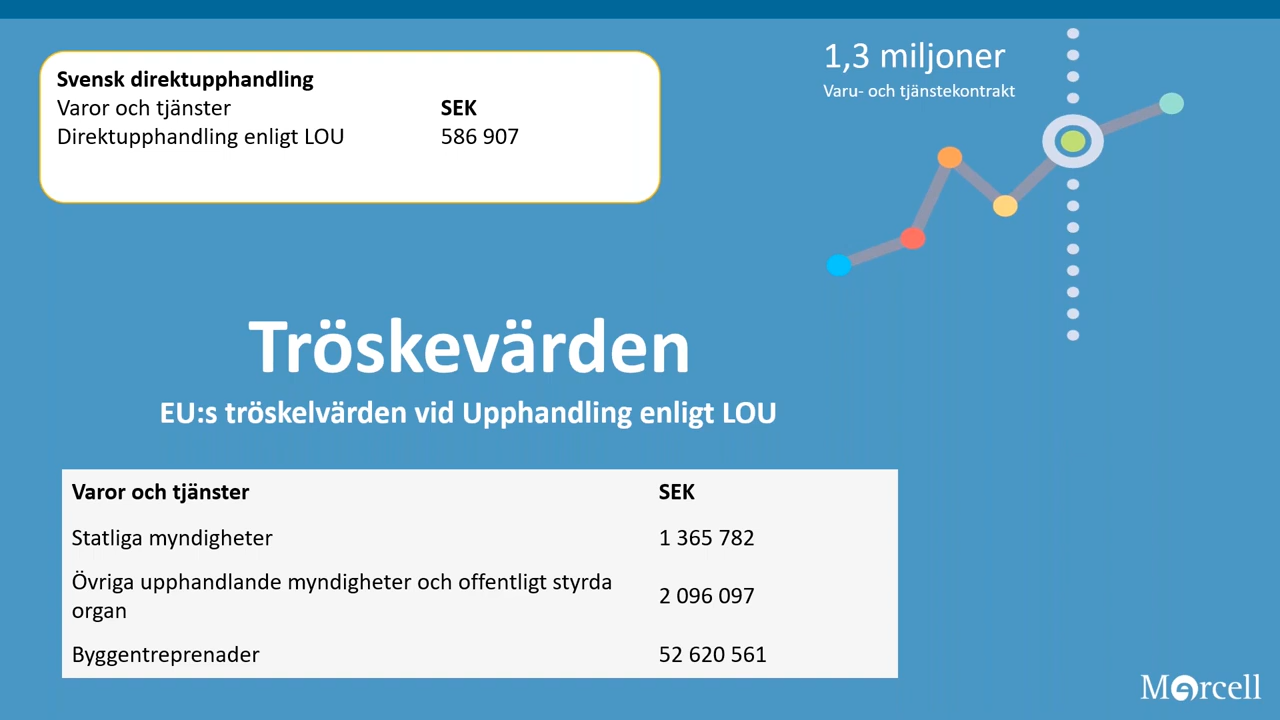 Svensk direktupphandling
Varor och tjänster SEK
Direktupphandling enligt LOU 586 907
1,3 miljoner
Varu- och tjänstekontrakt
Tröskevärden
EU:s tröskelvärden vid Upphandling enligt LOU
Varor och tjänster SEK
Statliga myndigheter 1 365 782
Övriga upphandlande myndigheter och offentligt styrda
organ 2 096 097
Byggentreprenader 52 620 561
Mercell